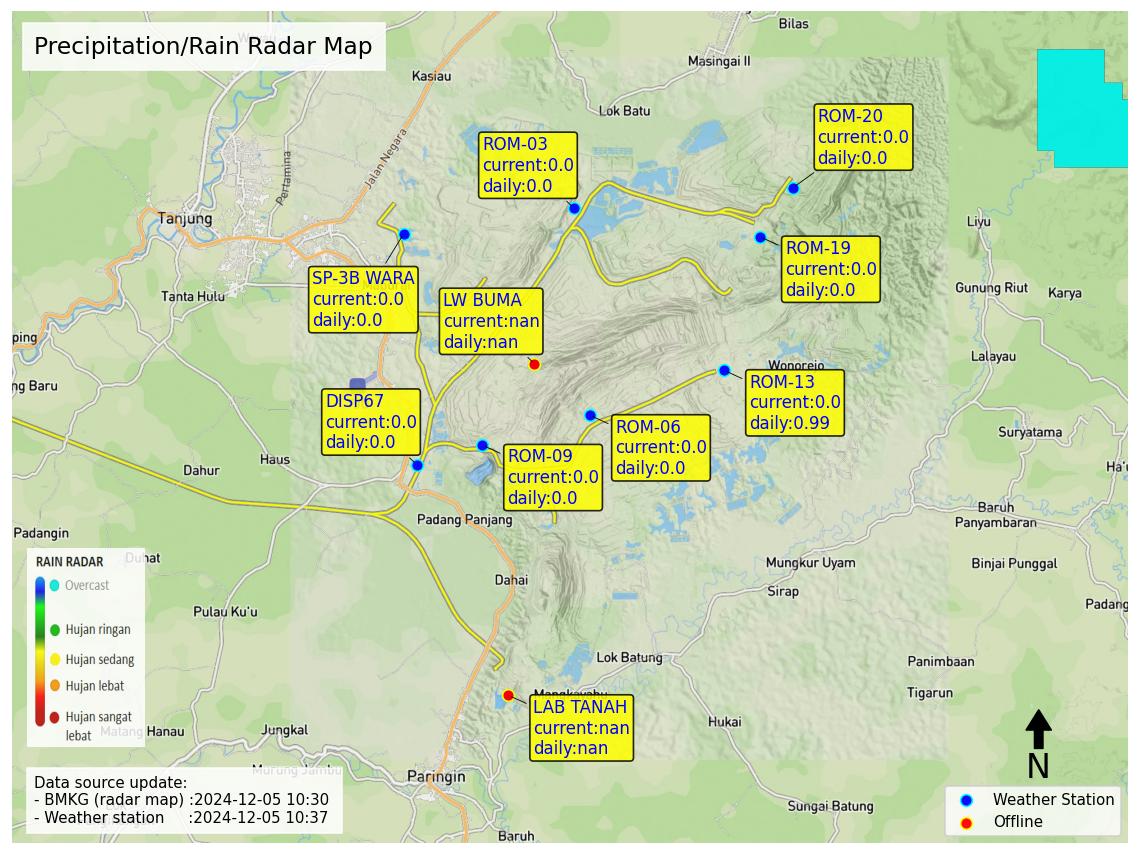 Precipitation/Rain Radar Map
Bilas
Masingai II
Kasiau
Lok Batu
Jalan Negara
Pertamina
Tanjung
Tanta Hulu
ROM-03
current:0.0
daily:0.0
ROM-20
current:0.0
daily:0.0
ROM-19
current:0.0
daily:0.0
SP-3B WARA
current:0.0
daily:0.0
LW BUMA
current:nan
daily:nan
Liyu
Gunung Riut
Karya
Lalayau
ping
ng Baru
Wonorejo
ROM-13
current:0.0
daily:0.99
DISP67
current:0.0
daily:0.0
ROM-06
current:0.0
daily:0.0
ROM-09
current:0.0
daily:0.0
Suryatama
Haus
Dahur
Ha'u
Baruh
Panyambaran
Padang Panjang
Padangin
Duhat
Mungkur Uyam
Binjai Punggal
Dahai
Sirap
Padang
Pulau Ku'u
RAIN RADAR
Overcast
Hujan ringan
Hujan sedang
Hujan lebat
Hujan sangat
lebat
Lok Batung
Panimbaan
Tigarun
Mangkayahu
LAB TANAH
current:nan
daily:nan
Hukai
Matang Hanau
Jungkal
Murung Jambu
Paringin
Sungai Batung
Baruh
Data source update:
- BMKG (radar map) :2024-12-05 10:30
- Weather station :2024-12-05 10:37
N
Weather Station
Offline